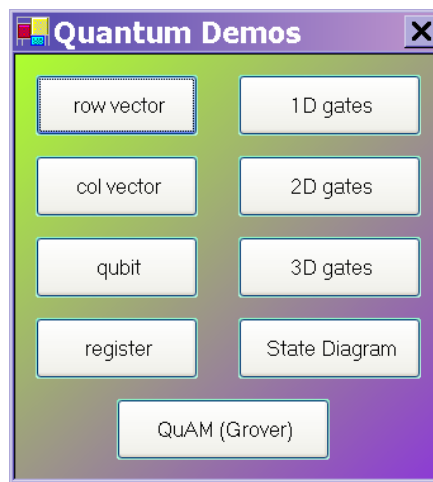 Quantum Demos
row vector
1D gates
col vector
2D gates
qubit
3D gates
register
State Diagram
QuAM (Grover)